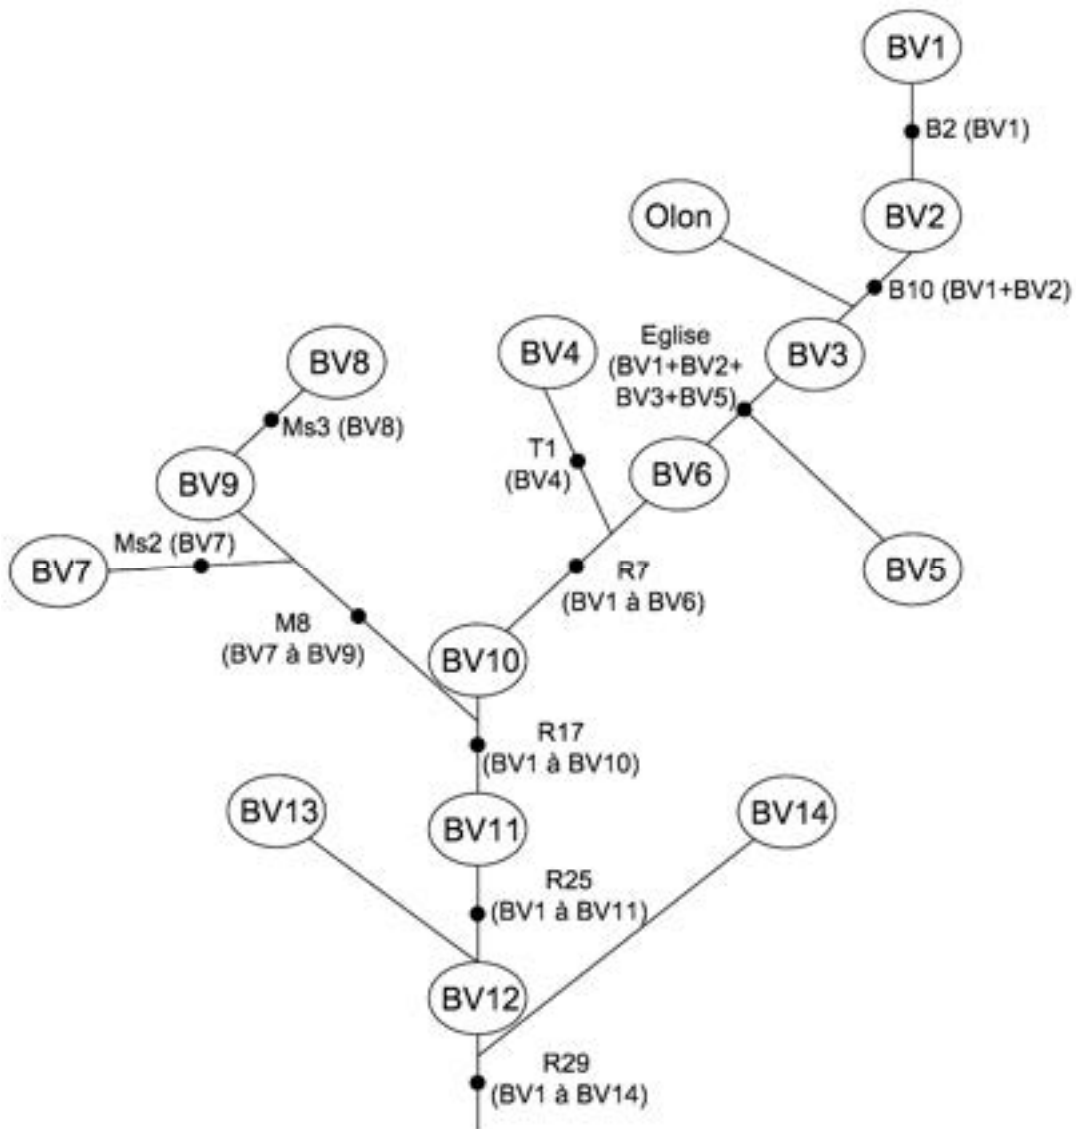 BV1
B2 (BV1)
Olon
BV2
B10 (BV1+BV2)
Eglise
(BV1+BV2+
BV3+BV5)
BV3
BV8
BV4
Ms3 (BV8)
T1
(BV4)
BV6
BV9
Ms2 (BV7)
BV7
BV5
R7
(BV1 à BV6)
M8
(BV7 à BV9)
BV10
R17
(BV1 à BV10)
BV13
BV11
BV14
R25
(BV1 à BV11)
BV12
R29
(BV1 à BV14)